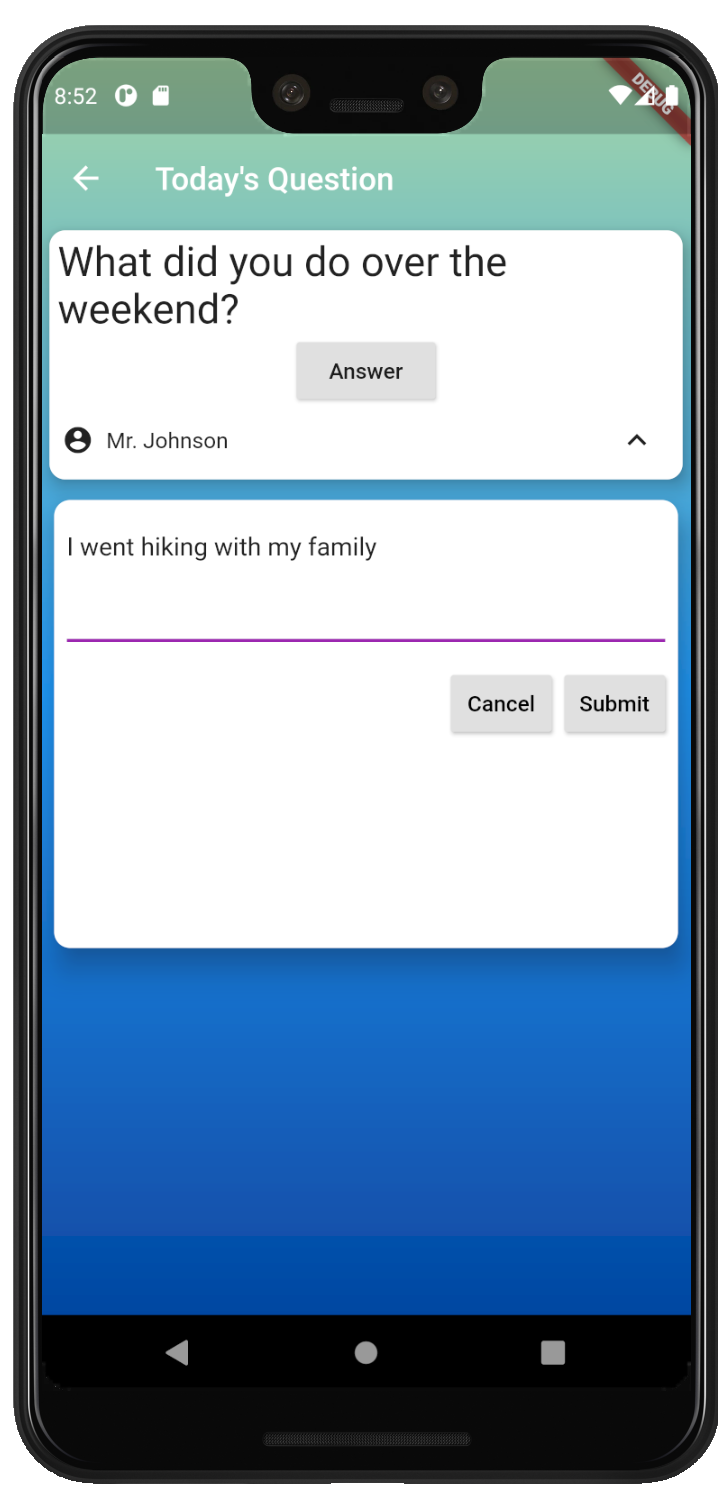 8:52
DEBUG
Today's Question
What did you do over the
weekend?
Answer
Mr. Johnson
I went hiking with my family
Cancel
Submit